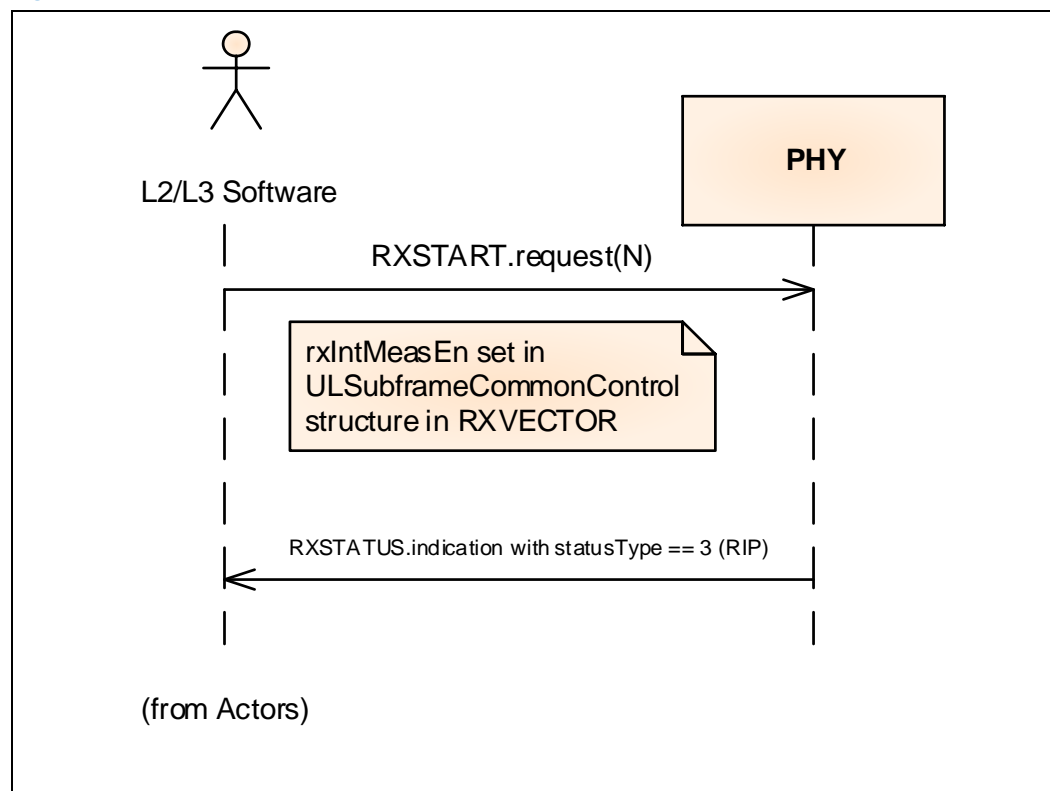 PHY
L2/L3 Software
RXSTART.request(N)
rxIntMeasEn set in
ULSubframeCommonControl
structure in RXVECTOR
RXSTATUS.indication with statusType == 3 (RIP)
(from Actors)